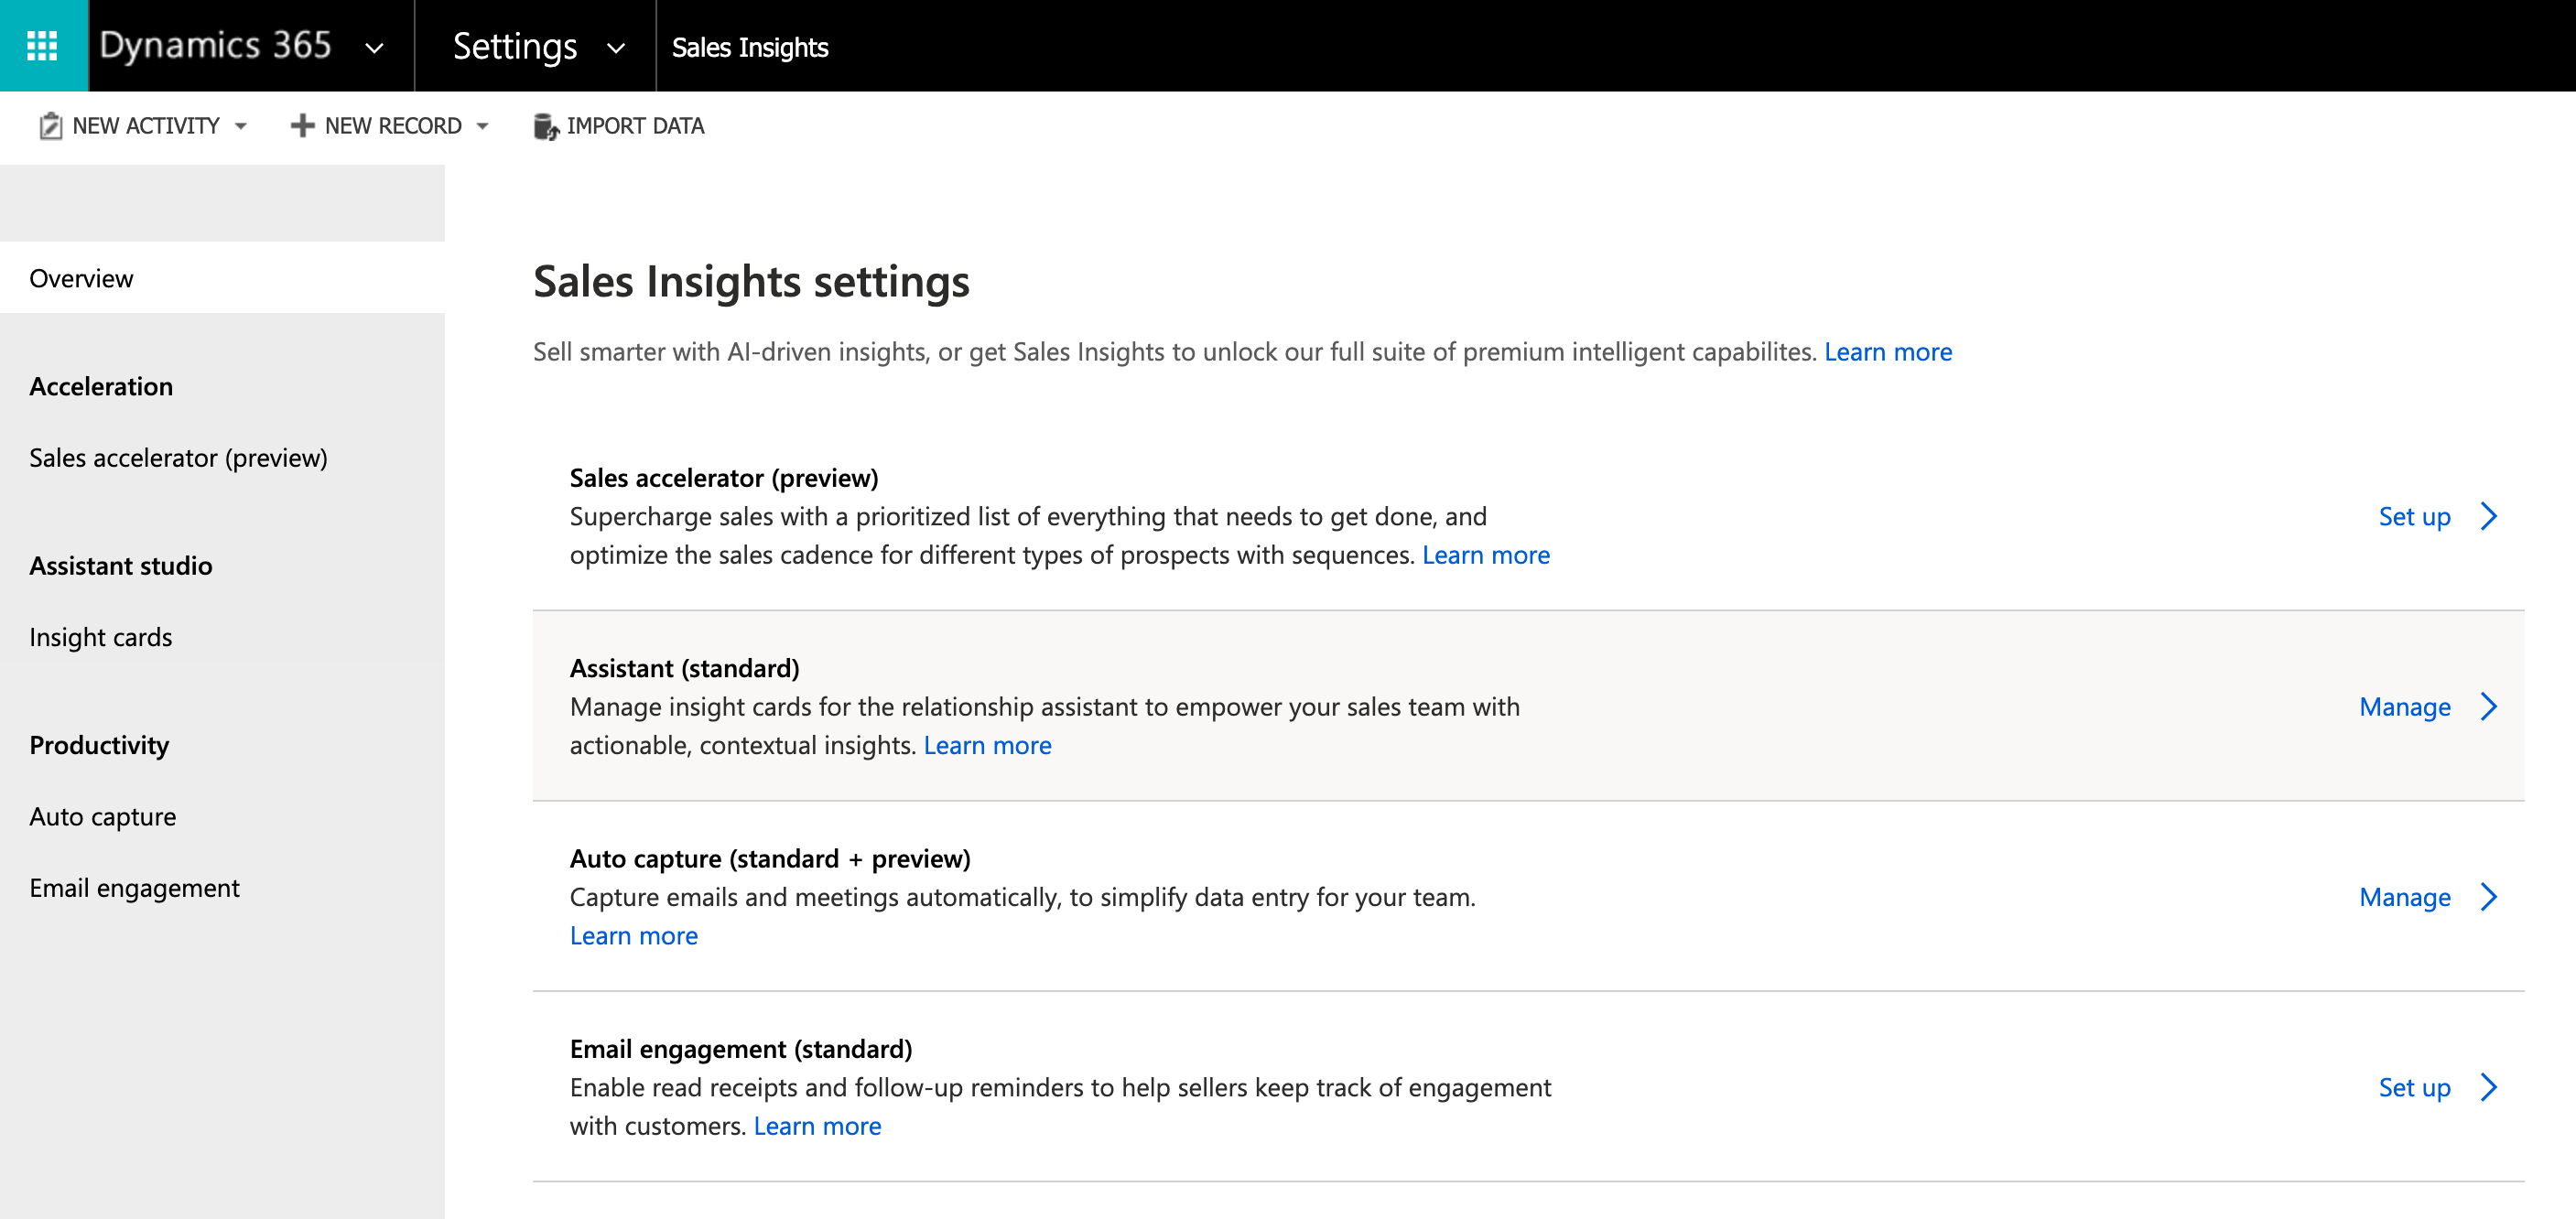 Dynamics 365
Settings
Sales Insights
NEW ACTIVITY
NEW RECORD
IMPORT DATA
Overview
Acceleration
Sales accelerator (preview)
Assistant studio
Insight cards
Productivity
Auto capture
Email engagement
Sales Insights settings
Sell smarter with AI-driven insights, or get Sales Insights to unlock our full suite of premium intelligent capabilites. Learn more
Sales accelerator (preview)
Supercharge sales with a prioritized list of everything that needs to get done, and
optimize the sales cadence for different types of prospects with sequences. Learn more
Set up
Assistant (standard)
Manage insight cards for the relationship assistant to empower your sales team with
actionable, contextual insights. Learn more
Manage
Auto capture (standard + preview)
Capture emails and meetings automatically, to simplify data entry for your team.
Learn more
Manage
Email engagement (standard)
Enable read receipts and follow-up reminders to help sellers keep track of engagement
with customers. Learn more
Set up